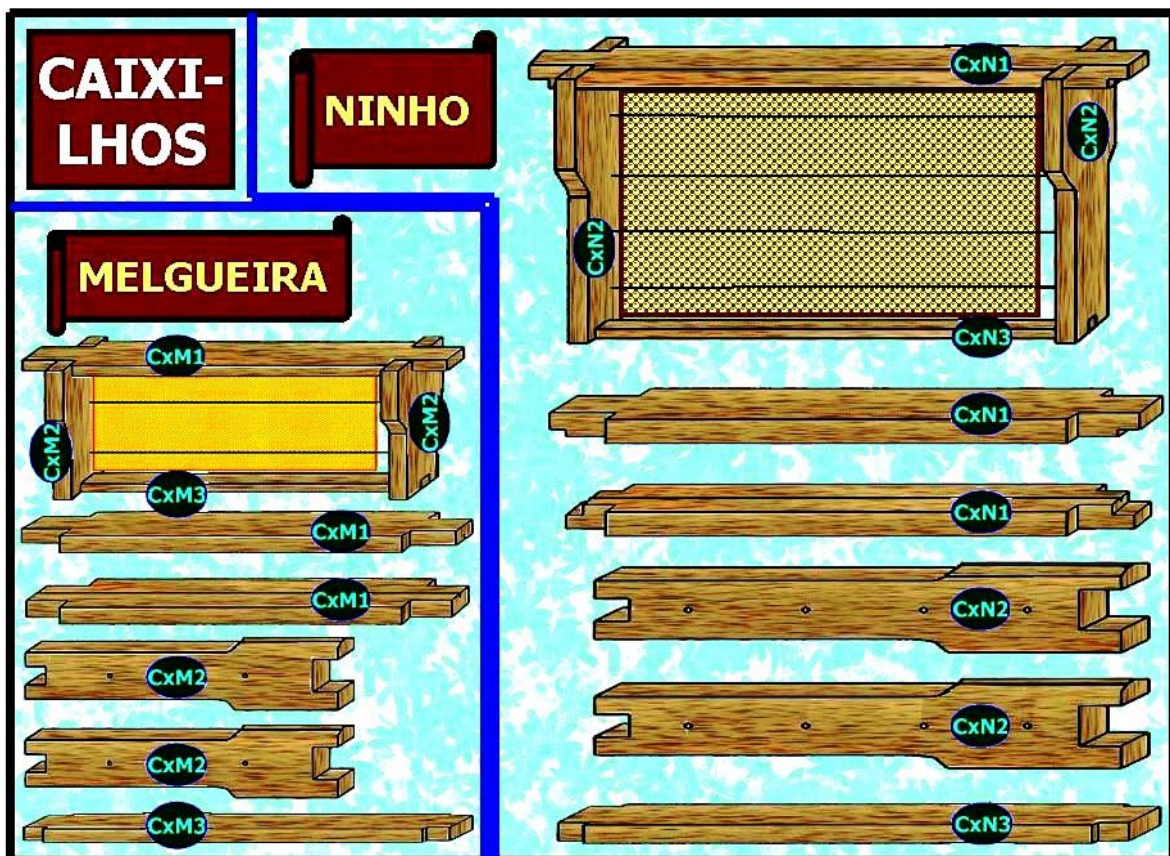 CAIXI-
LHOS
NINHO
CxN1
CxN2
CxN2
CxN3
CxN1
CxN1
CxN2
CxN2
CxN3
MELGUEIRA
CxM1
CxM2
CxM2
CxM3
CxM1
CxM1
CxM2
CxM2
CxM3